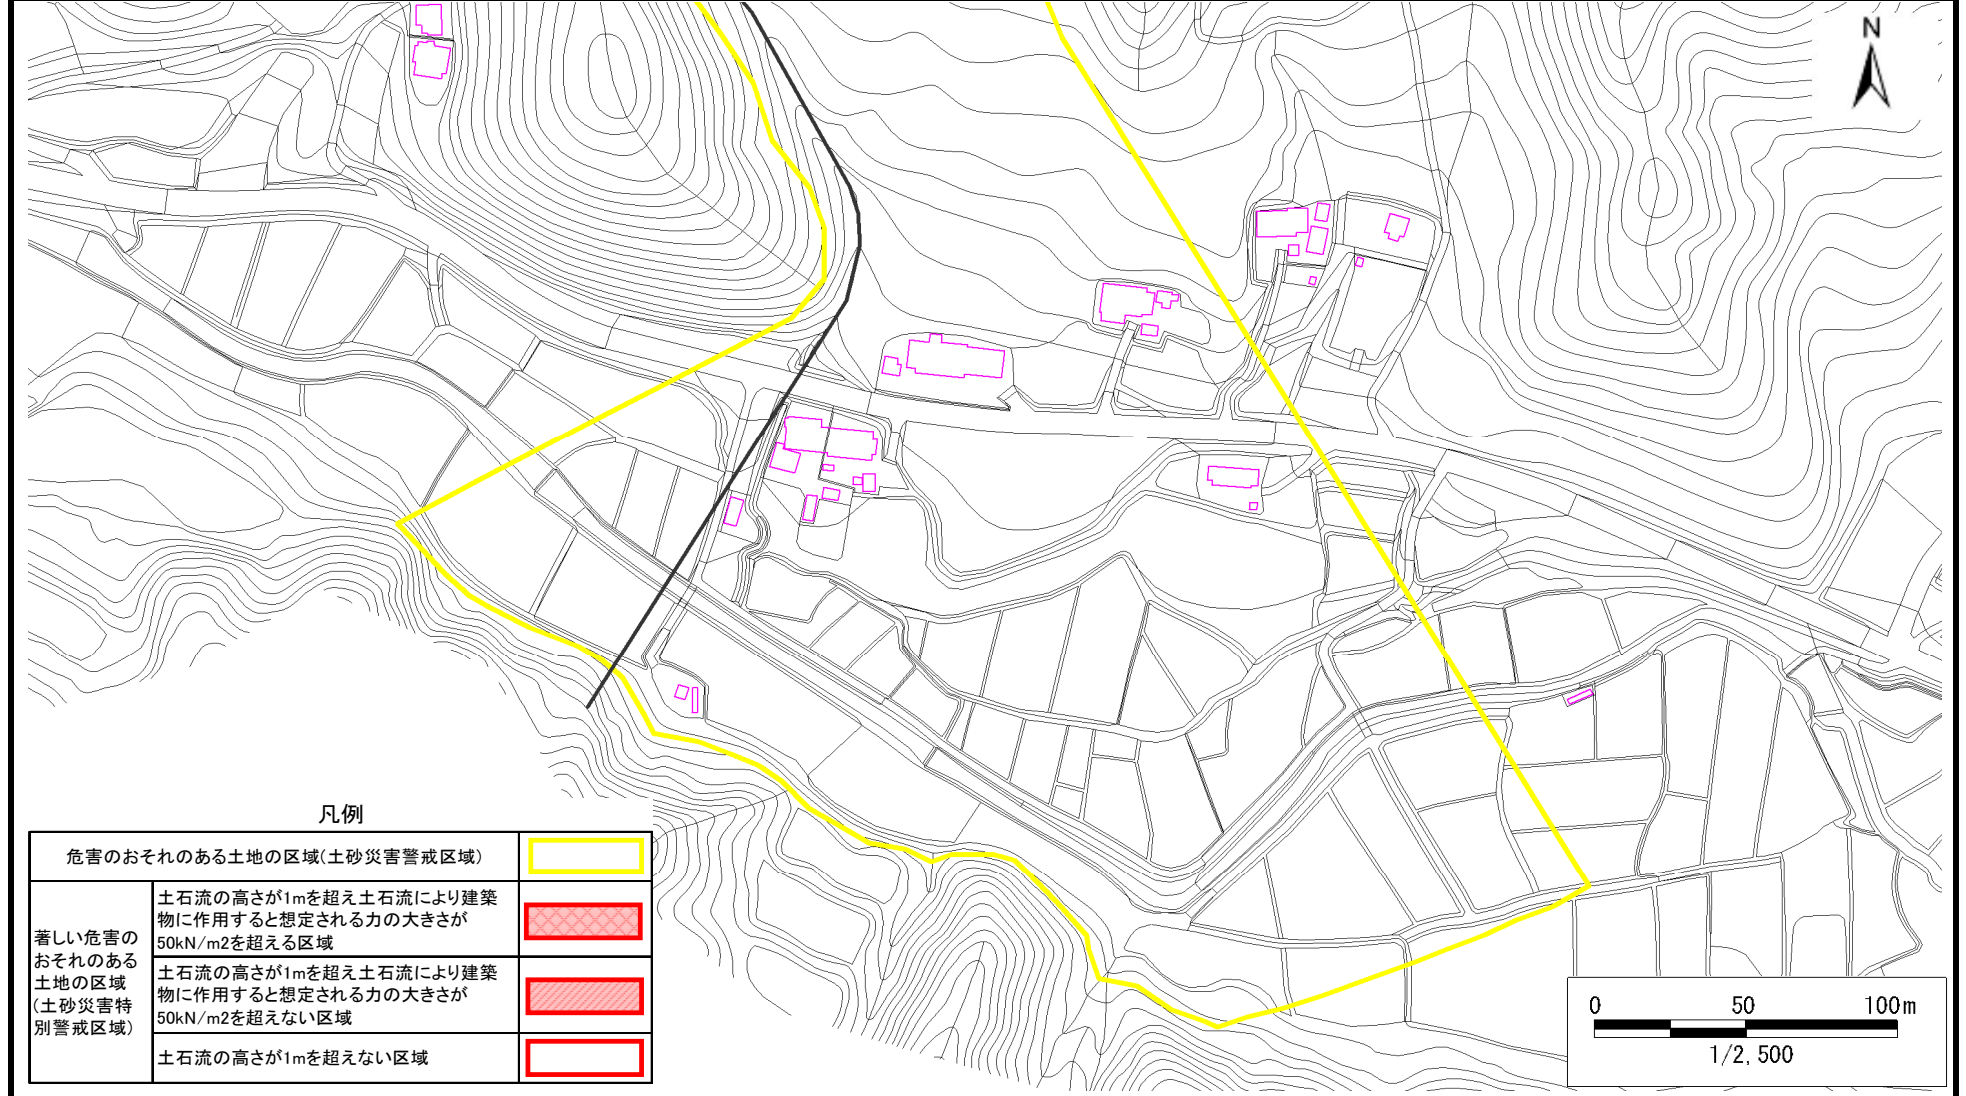 N
凡例
危害のおそれのある土地の区域(土砂災害警戒区域)
著しい危害の
おそれのある
土地の区域
(土砂災害特
別警戒区域)
土石流の高さが1mを超え土石流により建築
物に作用すると想定される力の大きさが
50kN/m2を超える区域
土石流の高さが1mを超え土石流により建築
物に作用すると想定される力の大きさが
50kN/m2を超えない区域
土石流の高さが1mを超えない区域
0 50 100m
1/2,500